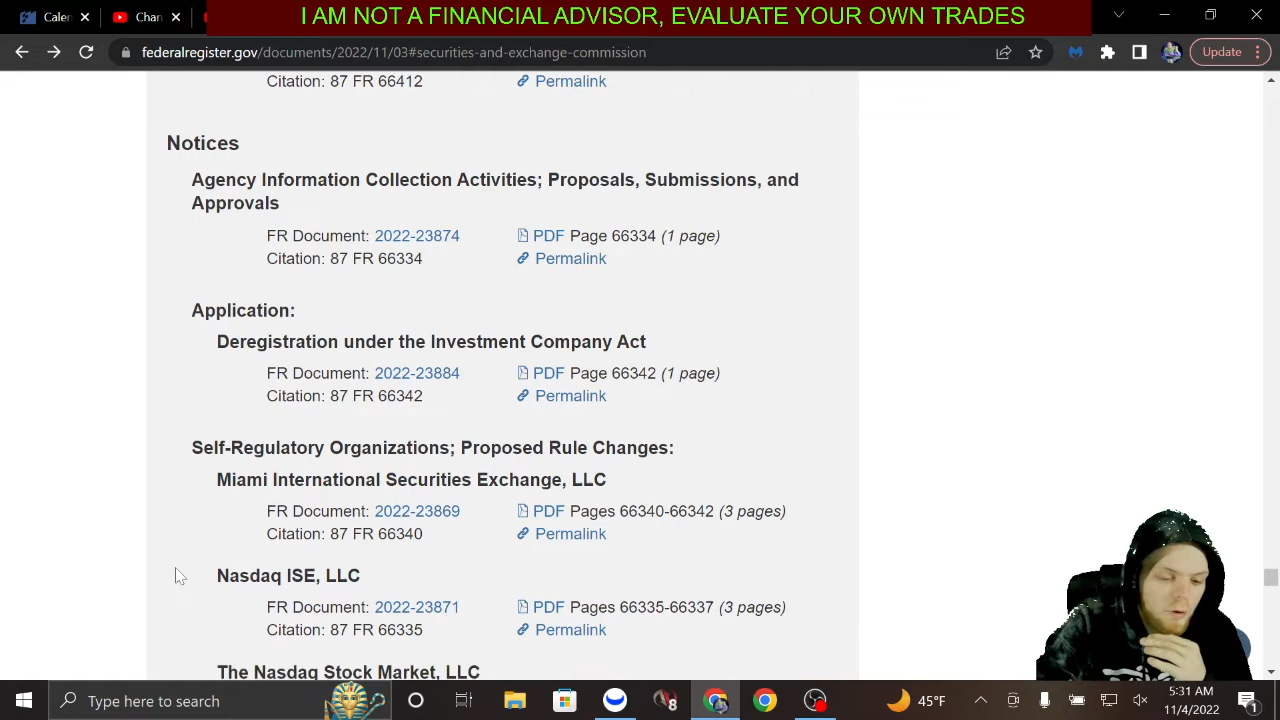 I AM NOT A FINANCIAL ADVISOR, EVALUATE YOUR OWN TRADES
Calen
Chan
federalregister.gov/documents/2022/11/03#securities-and-exchange-commission
Update
Citation: 87 FR 66412 Permalink
Notices
Agency Information Collection Activities; Proposals, Submissions, and
Approvals
FR Document: 2022-23874 PDF Page 66334 (1 page)
Citation: 87 FR 66334 Permalink
Application:
Deregistration under the Investment Company Act
FR Document: 2022-23884 PDF Page 66342 (1 page)
Citation: 87 FR 66342 Permalink
Self-Regulatory Organizations; Proposed Rule Changes:
Miami International Securities Exchange, LLC
FR Document: 2022-23869 PDF Pages 66340-66342 (3 pages)
Citation: 87 FR 66340 Permalink
Nasdaq ISE, LLC
FR Document: 2022-23871 PDF Pages 66335-66337 (3 pages)
Citation: 87 FR 66335 Permalink
The Nasdaq Stock Market, LLC
Type here to search
8
45°F
5:31 AM
11/4/2022
1